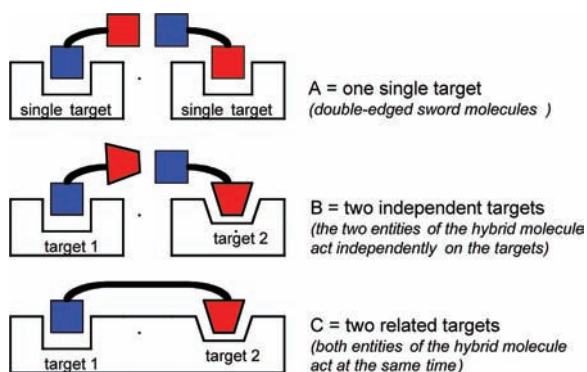 single target
single target
A = one single target
(double-edged sword molecules )
target 1
target 2
B = two independent targets
(the two entities of the hybrid molecule
act independently on the targets)
target 1
target 2
C = two related targets
(both entities of the hybrid molecule
act at the same time)